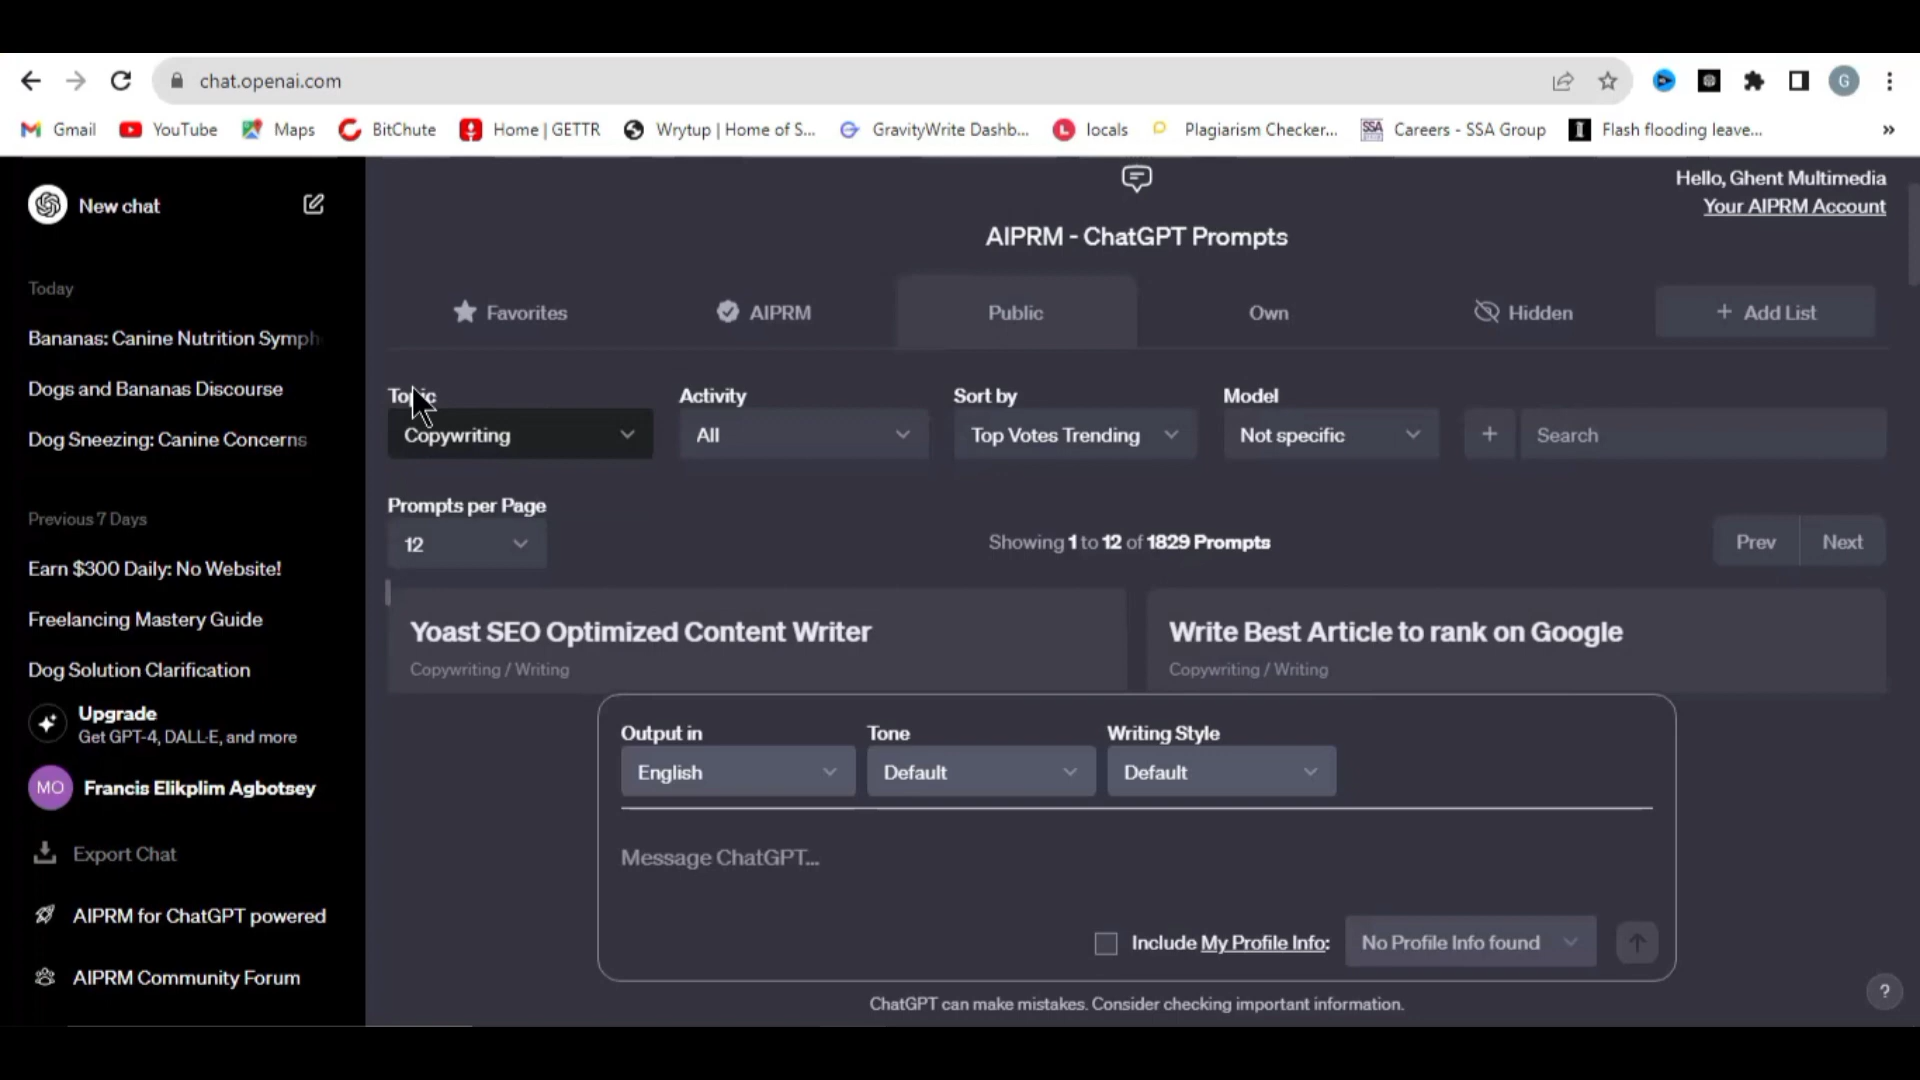 chat.openai.com
Gmail YouTube Maps BitChute Home | GETTR Wrytup | Home of S... GravityWrite Dashb... locals Plagiarism Checker... Careers - SSA Group Flash flooding leave... »
G
New chat
Today
Bananas: Canine Nutrition Symph
Dogs and Bananas Discourse
Dog Sneezing: Canine Concerns
Previous 7 Days
Earn $300 Daily: No Website!
Freelancing Mastery Guide
Dog Solution Clarification
Upgrade
Get GPT-4, DALL·E, and more
MO Francis Elikplim Agbotsey
Export Chat
AIPRM for ChatGPT powered
AIPRM Community Forum
Hello, Ghent Multimedia
Your AIPRM Account
AIPRM - ChatGPT Prompts
Favorites AIPRM Public Own Hidden + Add List
Topic Activity Sort by Model
Copywriting All Top Votes Trending Not specific + Search
Prompts per Page
12 Showing 1 to 12 of 1829 Prompts Prev Next
Yoast SEO Optimized Content Writer
Copywriting / Writing
Write Best Article to rank on Google
Copywriting / Writing
Output in Tone Writing Style
English Default Default
Message ChatGPT...
Include My Profile Info: No Profile Info found
ChatGPT can make mistakes. Consider checking important information.
?